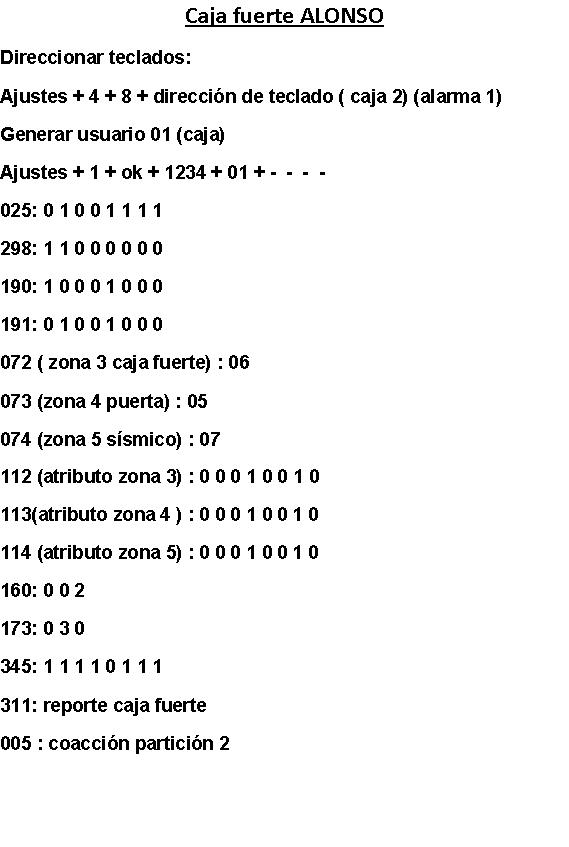 Caja fuerte ALONSO
Direccionar teclados:
Ajustes + 4 + 8 + dirección de teclado ( caja 2) (alarma 1)
Generar usuario 01 (caja)
Ajustes + 1 + ok + 1234 + 01 + - - - -
025: 0 1 0 0 1 1 1 1
298: 1 1 0 0 0 0 0 0
190: 1 0 0 0 1 0 0 0
191: 0 1 0 0 1 0 0 0
072 ( zona 3 caja fuerte) : 06
073 (zona 4 puerta) : 05
074 (zona 5 sísmico) : 07
112 (atributo zona 3) : 0 0 0 1 0 0 1 0
113(atributo zona 4 ) : 0 0 0 1 0 0 1 0
114 (atributo zona 5) : 0 0 0 1 0 0 1 0
160: 0 0 2
173: 0 3 0
345: 1 1 1 1 0 1 1 1
311: reporte caja fuerte
005 : coacción partición 2